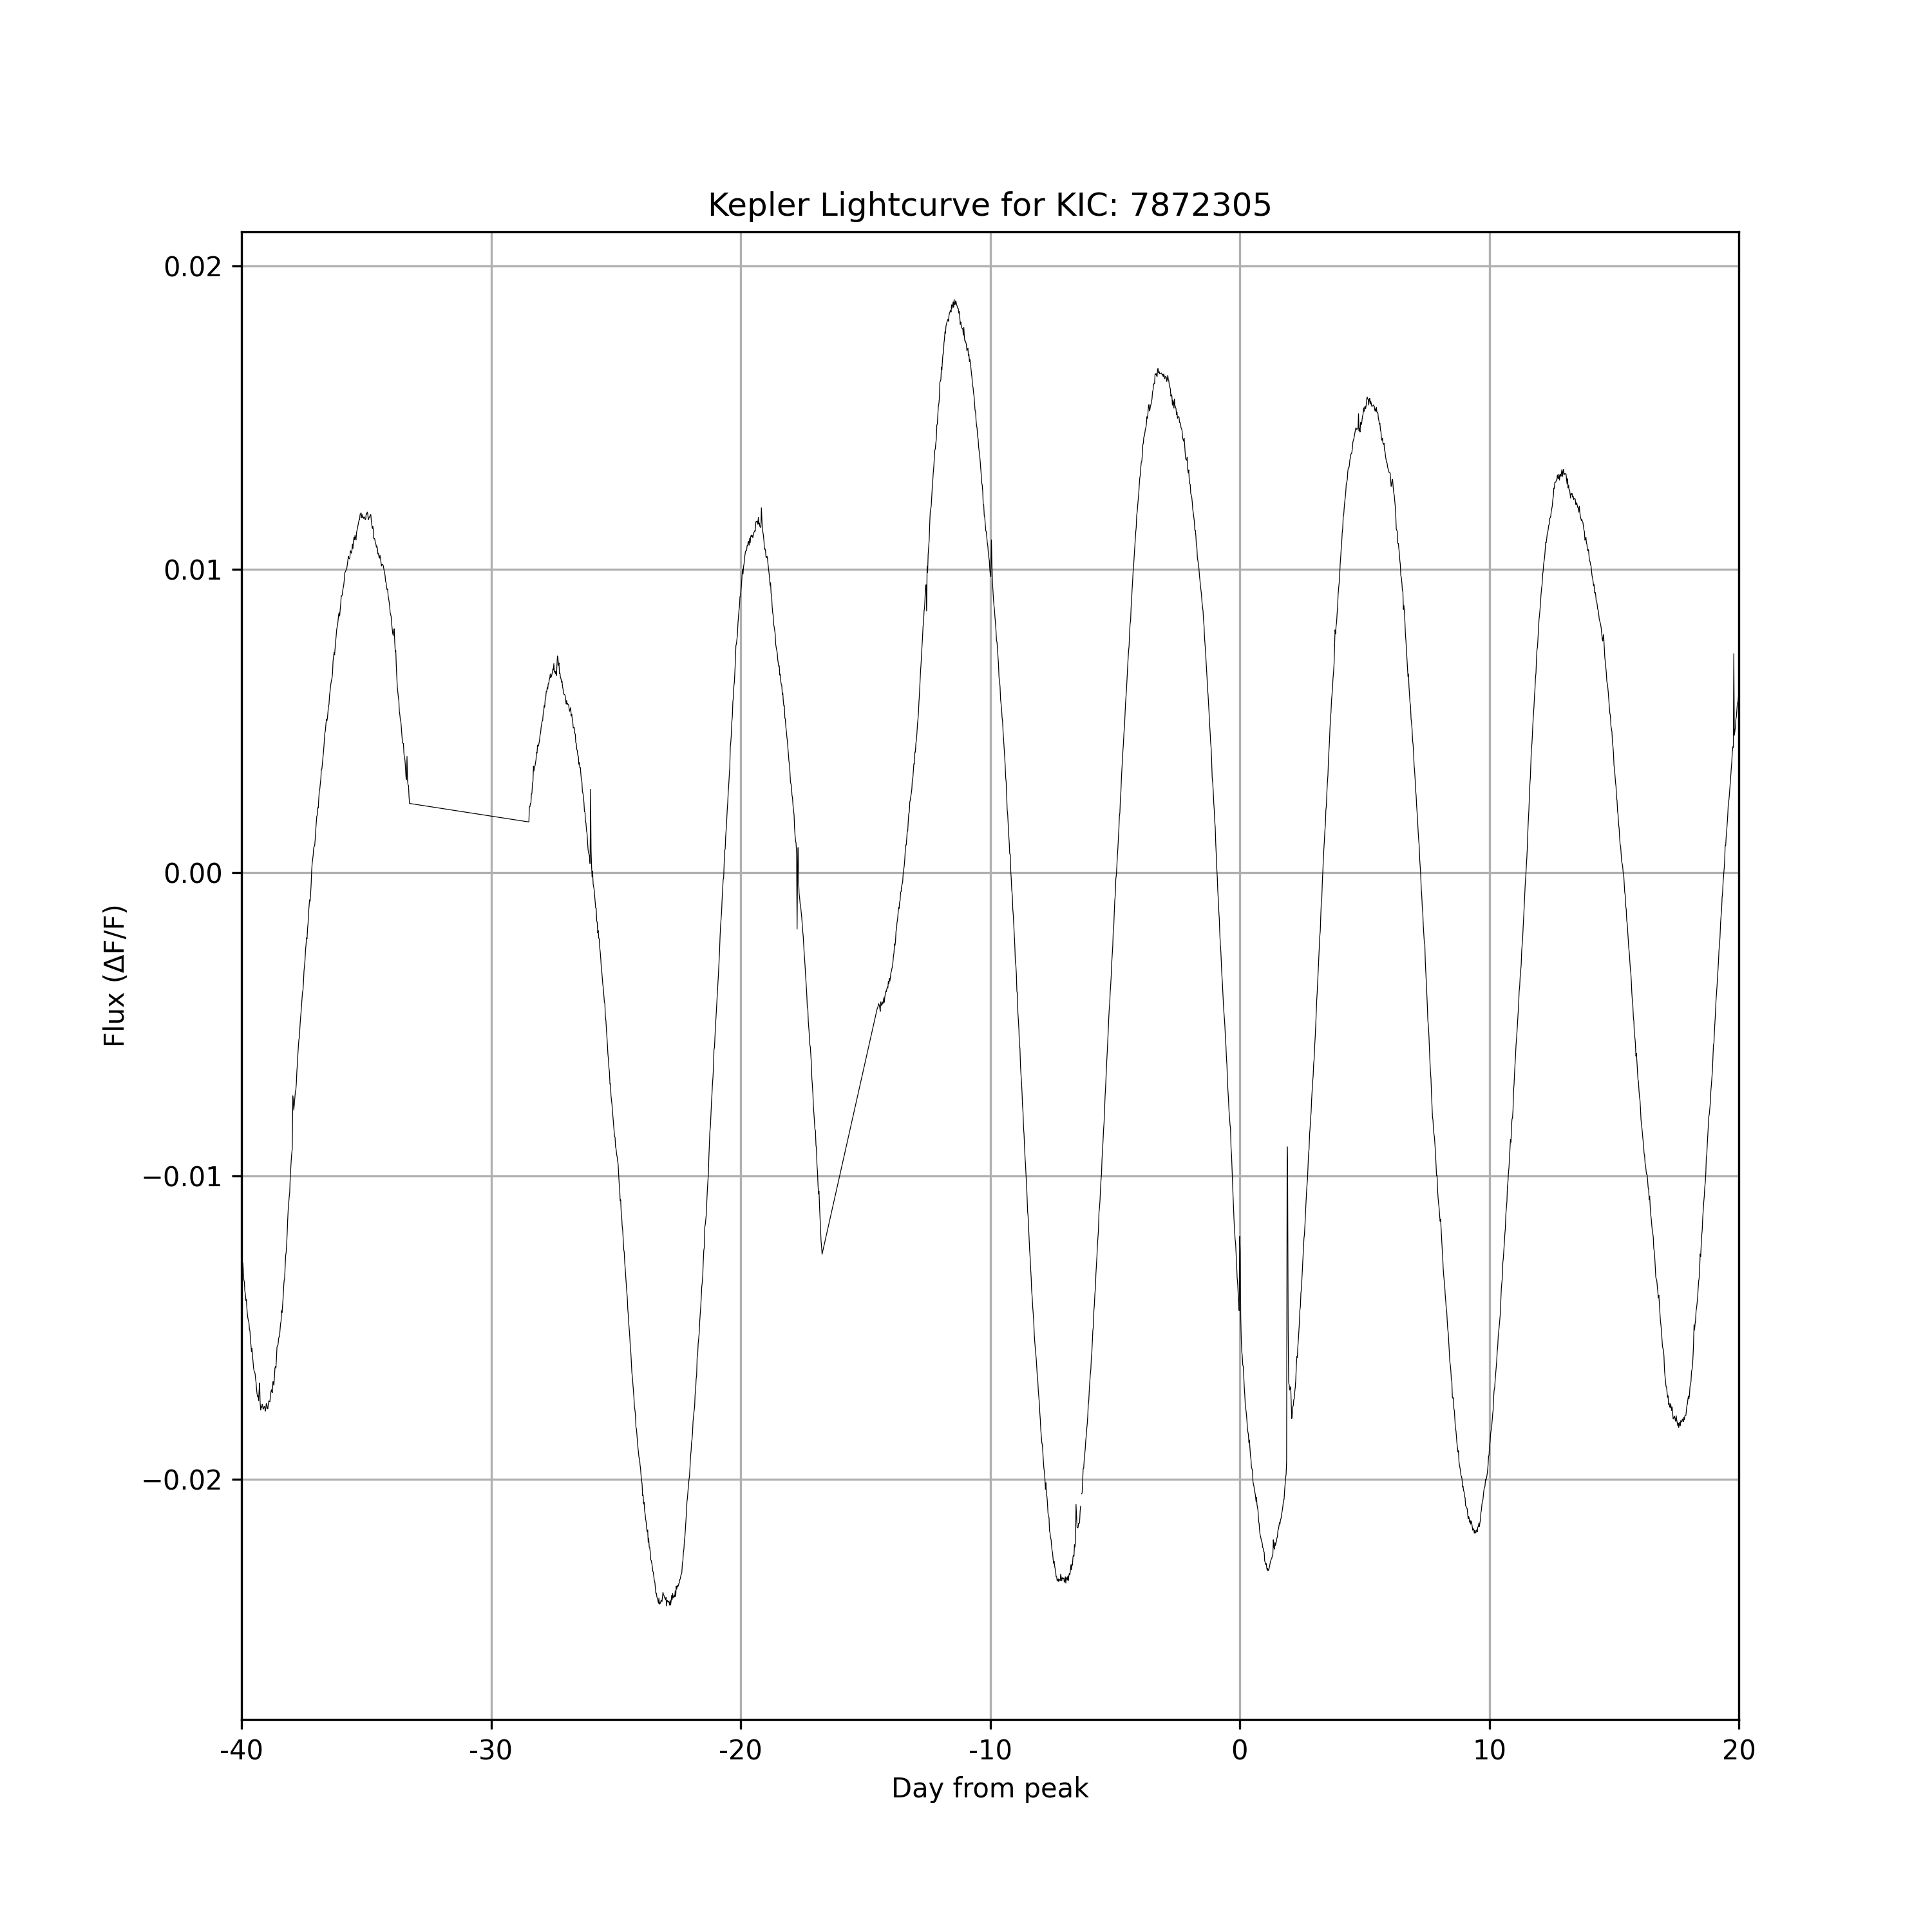 Kepler Lightcurve for KIC: 7872305
0.02
0.01
0.00
−0.01
−0.02
Flux (ΔF/F)
-40 -30 -20 -10 0 10 20
Day from peak